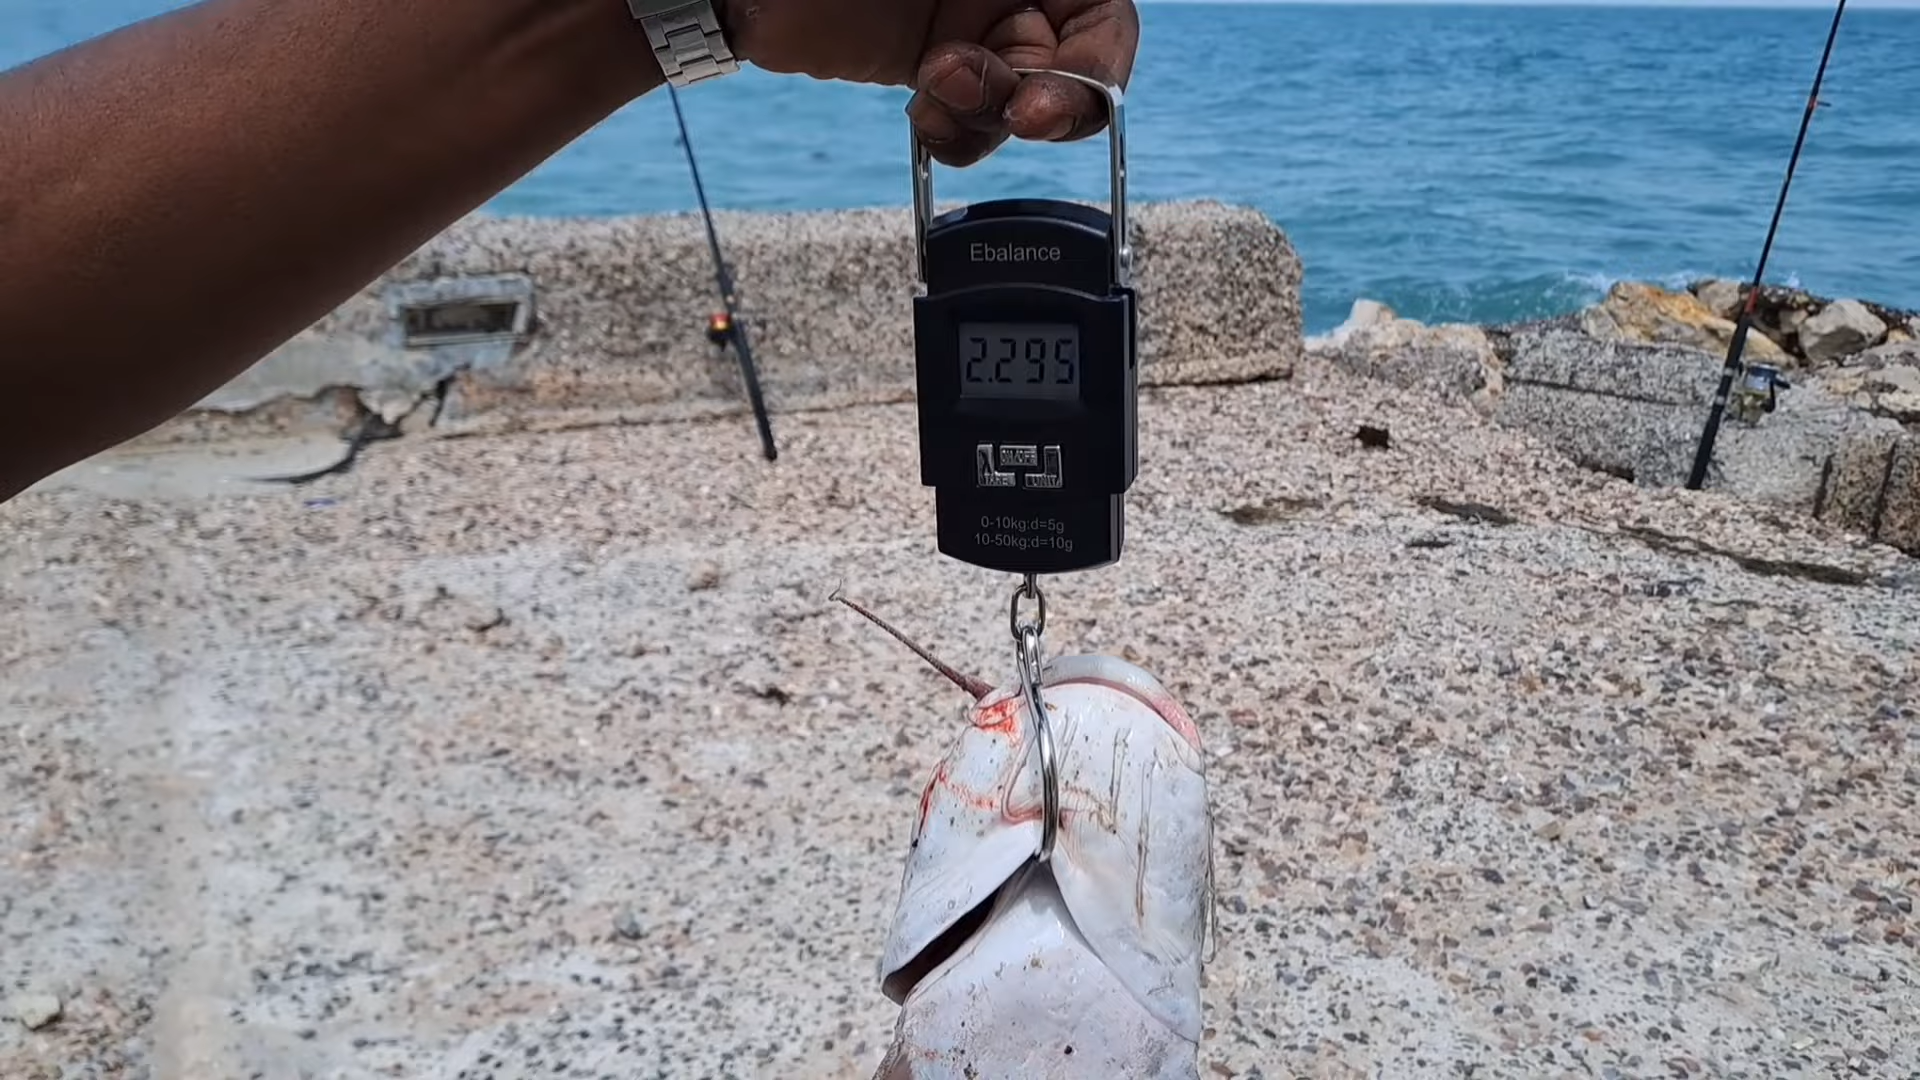 Ebalance
2.295
ON/OFF
TARE UNIT
0-10kg:d=5g
10-50kg:d=10g